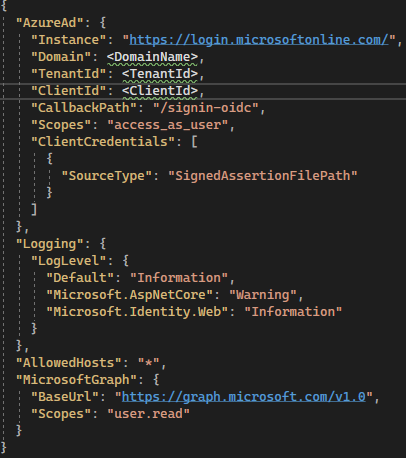 {
"AzureAd": {
"Instance": "https://login.microsoftonline.com/",
"Domain": <DomainName>,
"TenantId": <TenantId>,
"ClientId": <ClientId>,
"CallbackPath": "/signin-oidc",
"Scopes": "access_as_user",
"ClientCredentials": [
{
"SourceType": "SignedAssertionFilePath"
}
]
},
"Logging": {
"LogLevel": {
"Default": "Information",
"Microsoft.AspNetCore": "Warning",
"Microsoft.Identity.Web": "Information"
}
},
"AllowedHosts": "*",
"MicrosoftGraph": {
"BaseUrl": "https://graph.microsoft.com/v1.0",
"Scopes": "user.read"
}
}